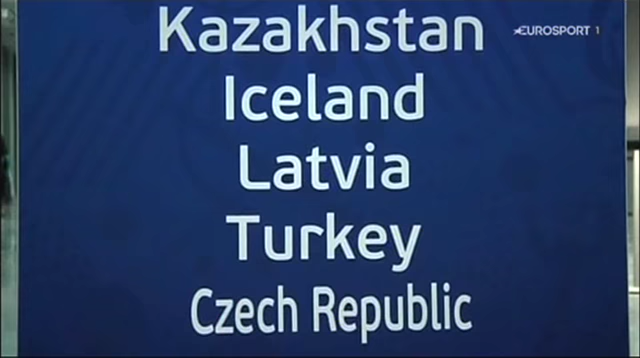 Kazakhstan
EUROSPORT 1
Iceland
Latvia
Turkey
Czech Republic